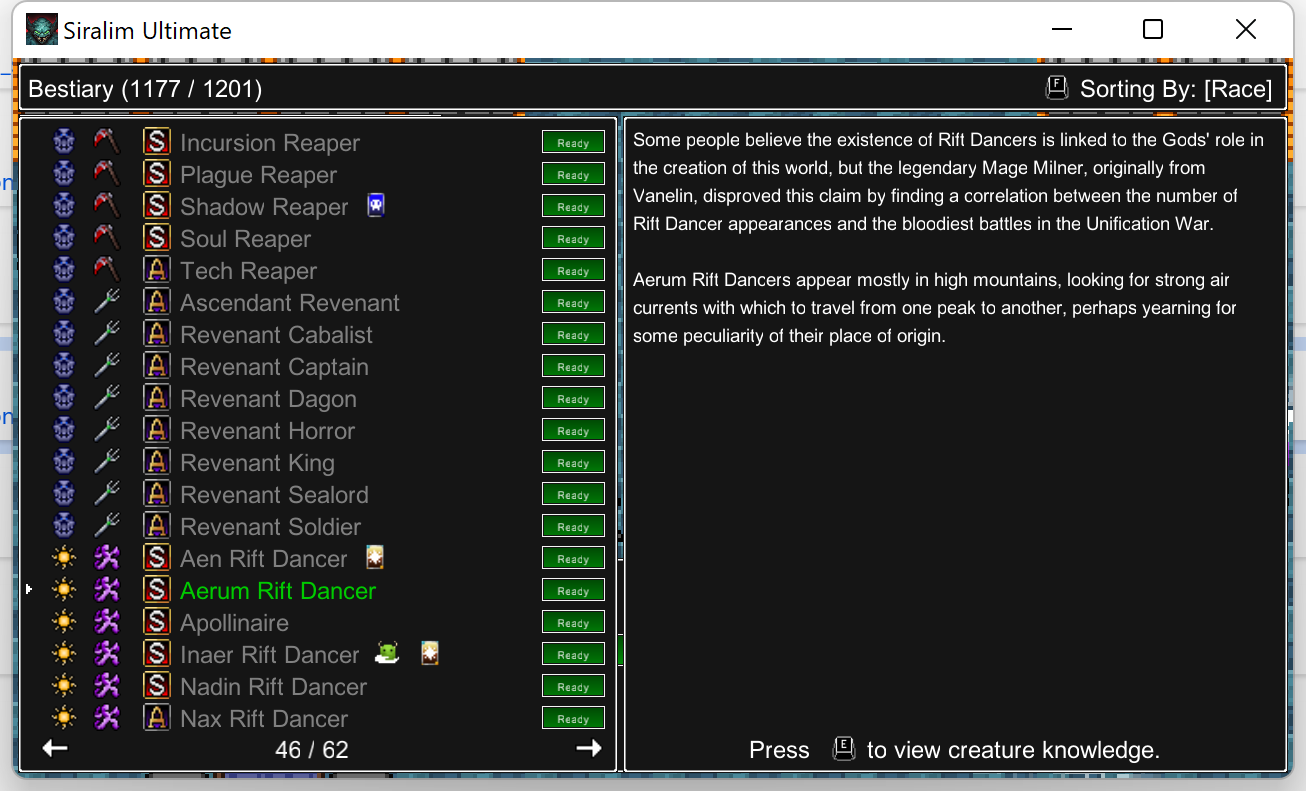 Siralim Ultimate
Bestiary (1177 / 1201)
F Sorting By: [Race]
S Incursion Reaper Ready
S Plague Reaper Ready
S Shadow Reaper Ready
S Soul Reaper Ready
A Tech Reaper Ready
A Ascendant Revenant Ready
A Revenant Cabalist Ready
A Revenant Captain Ready
A Revenant Dagon Ready
A Revenant Horror Ready
A Revenant King Ready
A Revenant Sealord Ready
A Revenant Soldier Ready
S Aen Rift Dancer Ready
S Aerum Rift Dancer Ready
S Apollinaire Ready
S Inaer Rift Dancer Ready
S Nadin Rift Dancer Ready
A Nax Rift Dancer Ready
46 / 62
Some people believe the existence of Rift Dancers is linked to the Gods' role in
the creation of this world, but the legendary Mage Milner, originally from
Vanelin, disproved this claim by finding a correlation between the number of
Rift Dancer appearances and the bloodiest battles in the Unification War.
Aerum Rift Dancers appear mostly in high mountains, looking for strong air
currents with which to travel from one peak to another, perhaps yearning for
some peculiarity of their place of origin.
Press E to view creature knowledge.